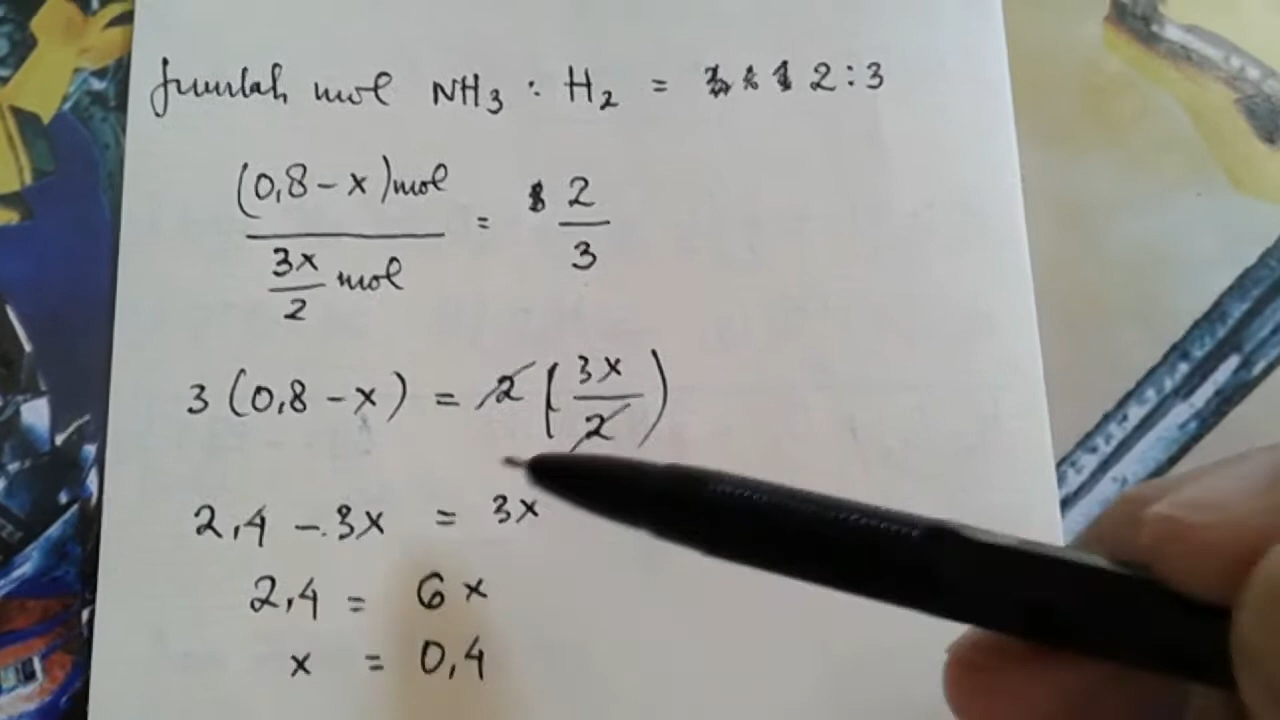 Jumlah mol NH₃ : H₂ = 2 : 3
(0,8 - x) mol / (3x/2) mol = 2/3
3 (0,8 - x) = 2 (3x/2)
2,4 - 3x = 3x
2,4 = 6x
x = 0,4